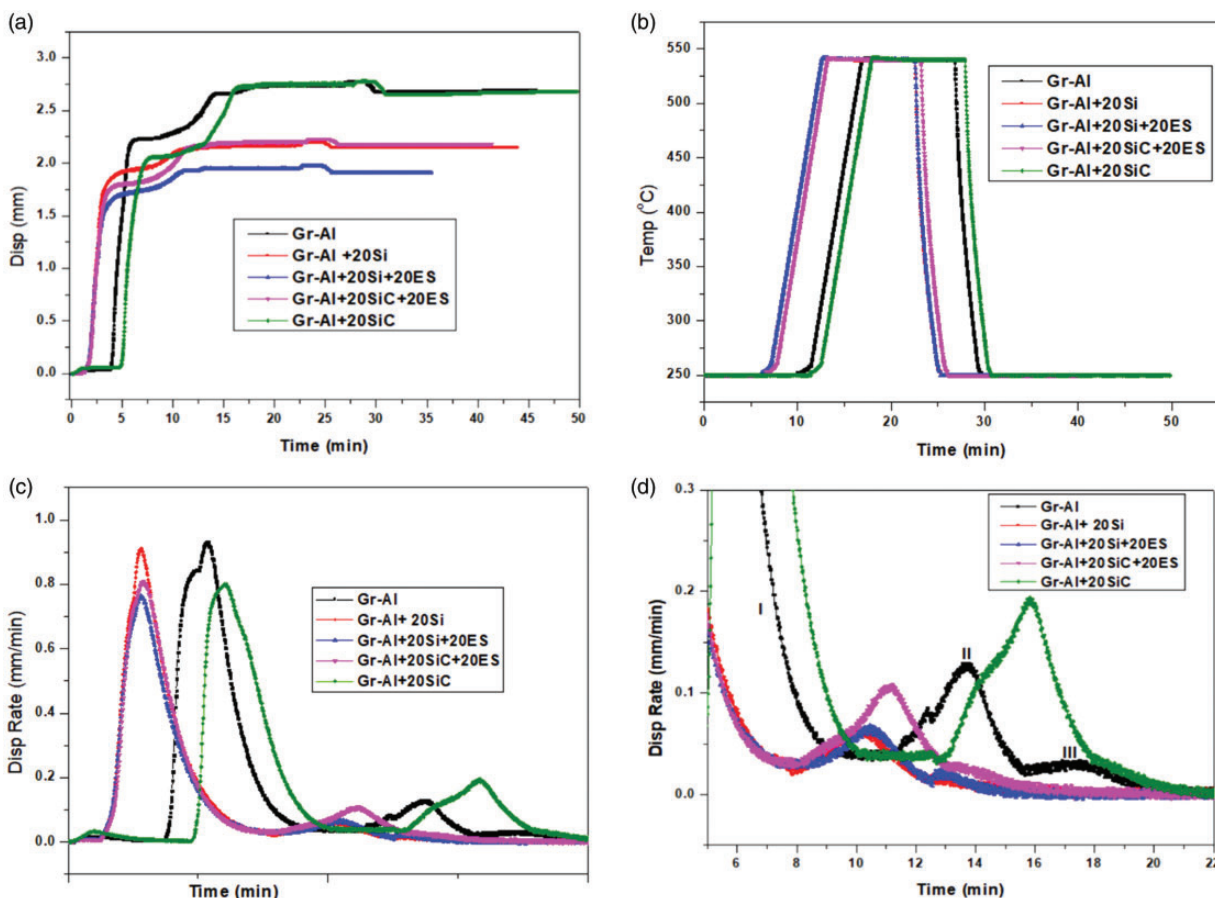 (a)
3.0
2.5
2.0
1.5
1.0
0.5
0.0
Disp (mm)
Gr-Al
Gr-Al +20Si
Gr-Al+20Si+20ES
Gr-Al+20SiC+20ES
Gr-Al+20SiC
0 5 10 15 20 25 30 35 40 45 50
Time (min)
(b)
550
500
450
400
350
300
250
Temp (°C)
Gr-Al
Gr-Al+20Si
Gr-Al+20Si+20ES
Gr-Al+20SiC+20ES
Gr-Al+20SiC
0 10 20 30 40 50
Time (min)
(c)
1.0
0.8
0.6
0.4
0.2
0.0
Disp Rate (mm/min)
Gr-Al
Gr-Al+ 20Si
Gr-Al+20Si+20ES
Gr-Al+20SiC+20ES
Gr-Al+20SiC
Time (min)
(d)
0.3
0.2
0.1
0.0
Disp Rate (mm/min)
Gr-Al
Gr-Al+ 20Si
Gr-Al+20Si+20ES
Gr-Al+20SiC+20ES
Gr-Al+20SiC
I
II
III
6 8 10 12 14 16 18 20 22
Time (min)